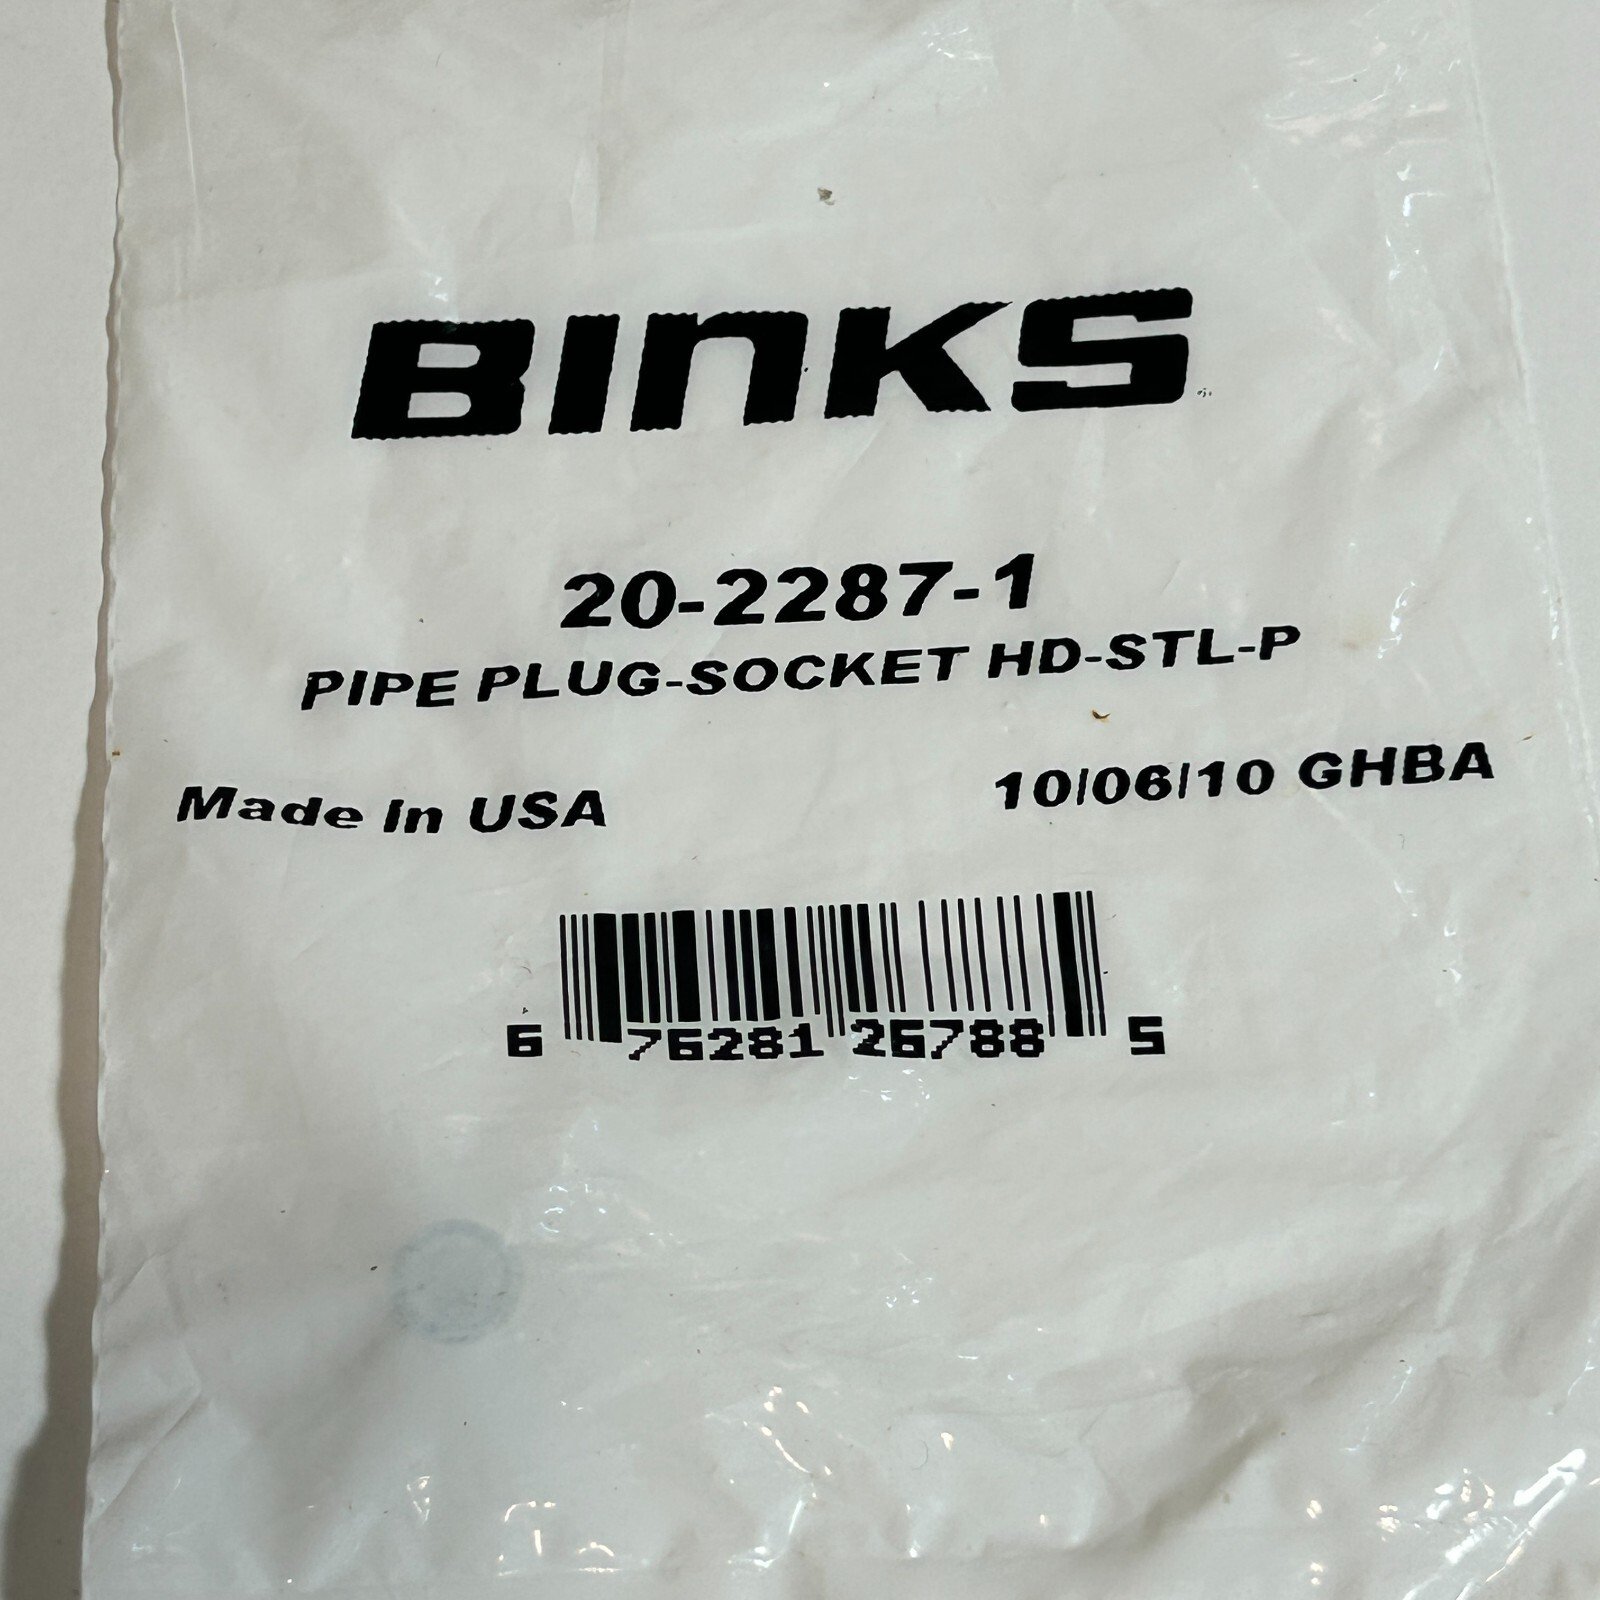 BINKS
20-2287-1
PIPE PLUG-SOCKET HD-STL-P
Made In USA 10/06/10 GHBA
6 76281 26788 5